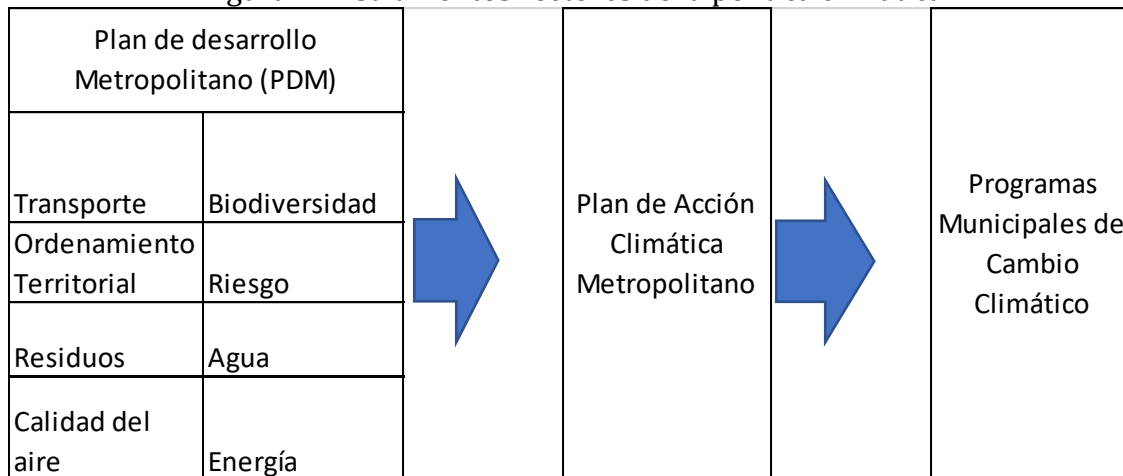 Plan de desarrollo
Metropolitano (PDM)
Transporte
Biodiversidad
Ordenamiento
Territorial
Riesgo
Residuos
Agua
Calidad del
aire
Energía
Plan de Acción
Climática
Metropolitano
Programas
Municipales de
Cambio
Climático